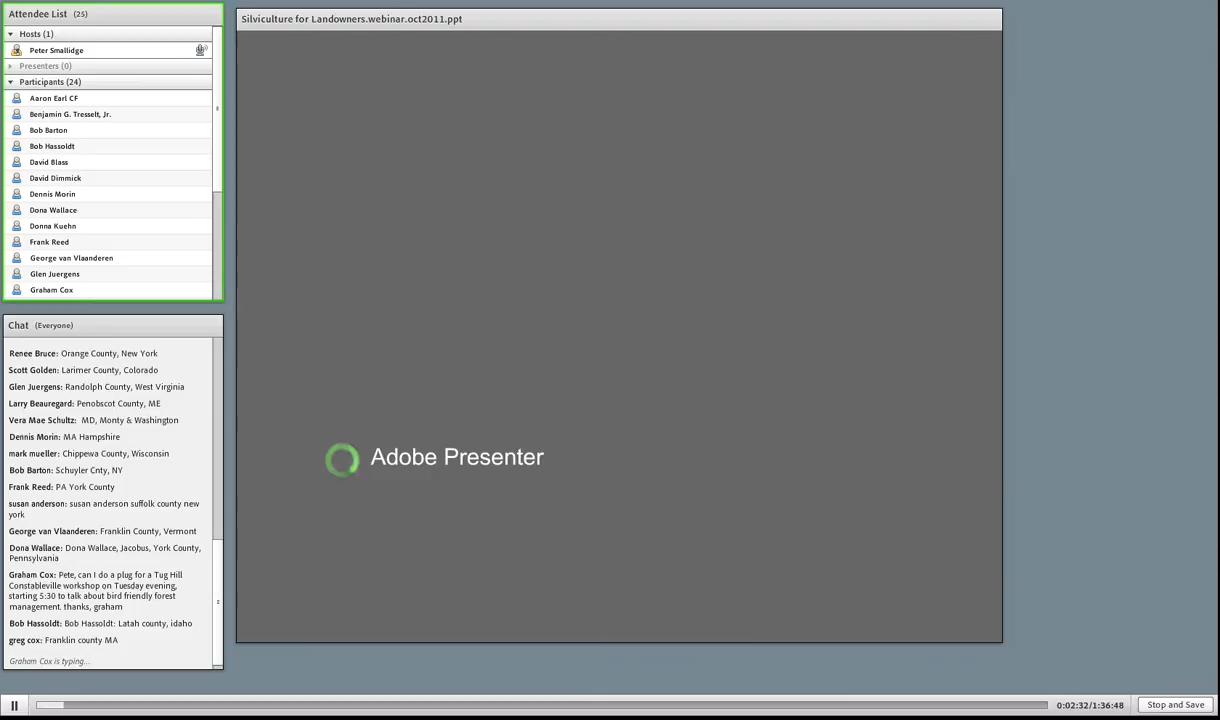 Attendee List (25)
Hosts (1)
Peter Smallidge
Presenters (0)
Participants (24)
Aaron Earl CF
Benjamin G. Tresselt, Jr.
Bob Barton
Bob Hassoldt
David Blass
David Dimmick
Dennis Morin
Dona Wallace
Donna Kuehn
Frank Reed
George van Vlaanderen
Glen Juergens
Graham Cox
Chat (Everyone)
Renee Bruce: Orange County, New York
Scott Golden: Larimer County, Colorado
Glen Juergens: Randolph County, West Virginia
Larry Beauregard: Penobscot County, ME
Vera Mae Schultz: MD, Monty & Washington
Dennis Morin: MA Hampshire
mark mueller: Chippewa County, Wisconsin
Bob Barton: Schuyler Cnty, NY
Frank Reed: PA York County
susan anderson: susan anderson suffolk county new
york
George van Vlaanderen: Franklin County, Vermont
Dona Wallace: Dona Wallace, Jacobus, York County,
Pennsylvania
Graham Cox: Pete, can I do a plug for a Tug Hill
Constableville workshop on Tuesday evening,
starting 5:30 to talk about bird friendly forest
management. thanks, graham
Bob Hassoldt: Bob Hassoldt: Latah county, idaho
greg cox: Franklin county MA
Graham Cox is typing...
Silviculture for Landowners.webinar.oct2011.ppt
Adobe Presenter
0:02:32/1:36:48
Stop and Save